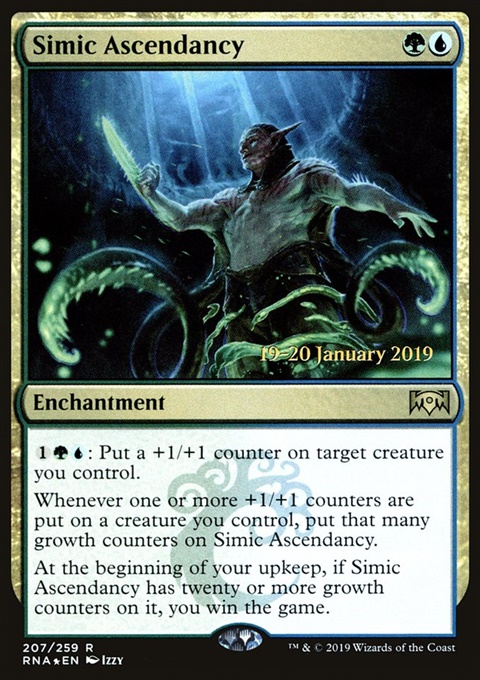 Simic Ascendancy
19–20 January 2019
Enchantment
1: Put a +1/+1 counter on target creature
you control.
Whenever one or more +1/+1 counters are
put on a creature you control, put that many
growth counters on Simic Ascendancy.
At the beginning of your upkeep, if Simic
Ascendancy has twenty or more growth
counters on it, you win the game.
207/259 R
RNA★EN Izzy
™ & © 2019 Wizards of the Coast